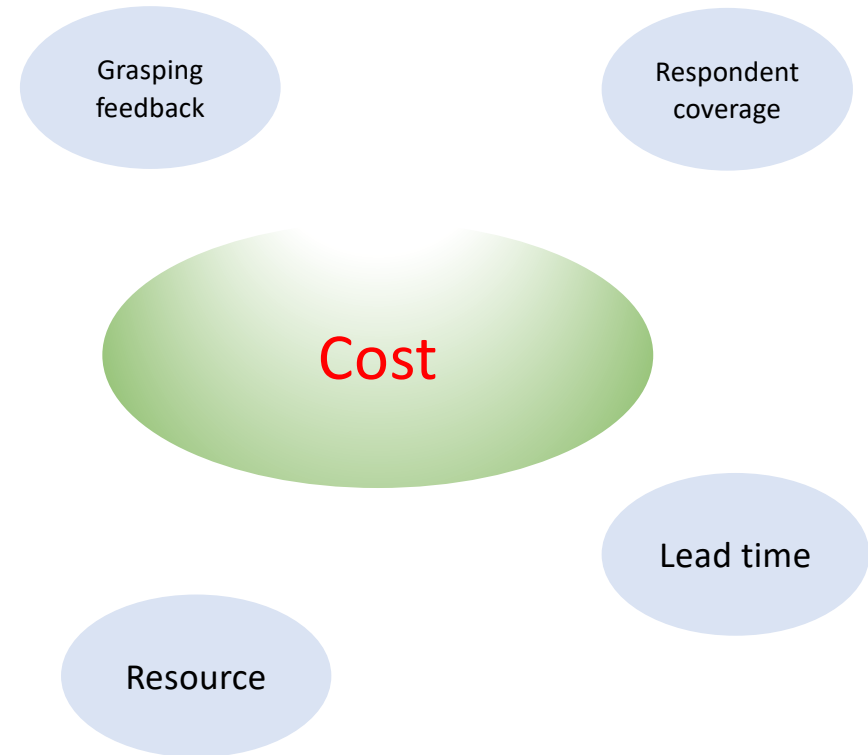 Grasping
feedback
Respondent
coverage
Cost
Lead time
Resource